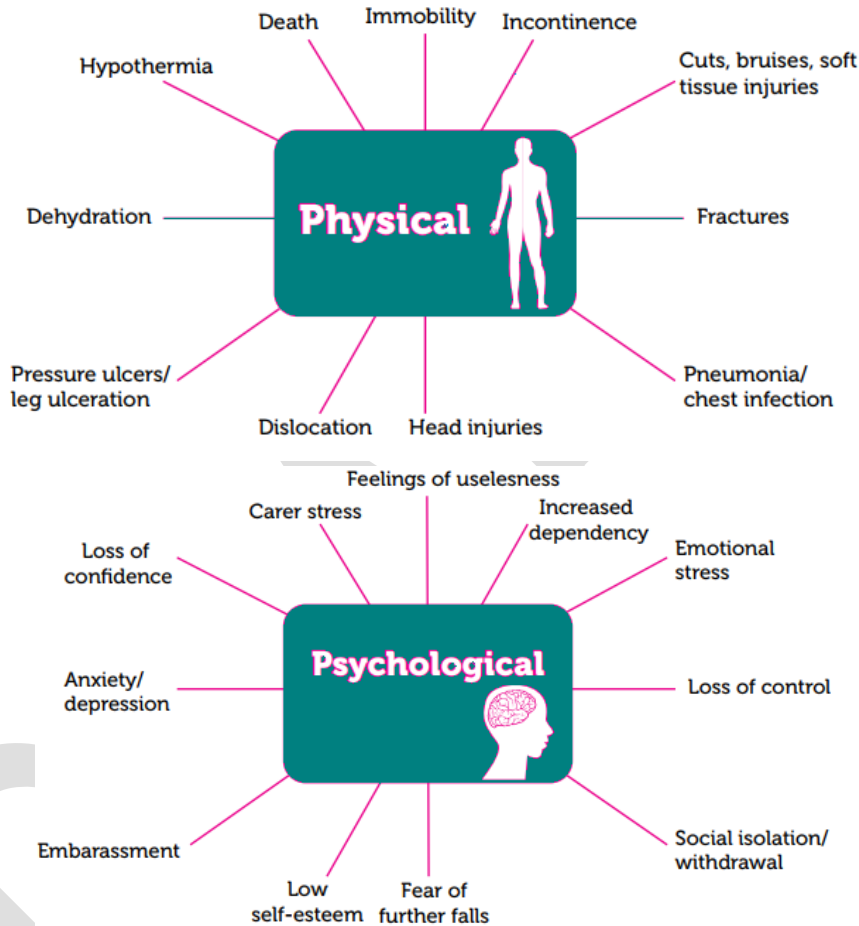 Death
Immobility
Incontinence
Hypothermia
Cuts, bruises, soft
tissue injuries
Dehydration
Physical
Fractures
Pressure ulcers/
leg ulceration
Pneumonia/
chest infection
Dislocation
Head injuries
Feelings of uselesness
Carer stress
Increased
dependency
Loss of
confidence
Emotional
stress
Psychological
Anxiety/
depression
Loss of control
Embarassment
Social isolation/
withdrawal
Low
self-esteem
Fear of
further falls